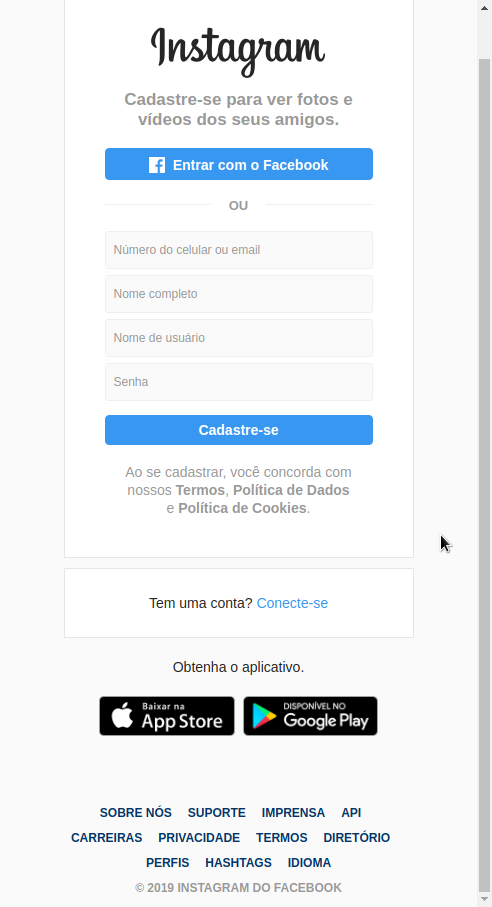 Instagram
Cadastre-se para ver fotos e
vídeos dos seus amigos.
Entrar com o Facebook
OU
Número do celular ou email
Nome completo
Nome de usuário
Senha
Cadastre-se
Ao se cadastrar, você concorda com
nossos Termos, Política de Dados
e Política de Cookies.
Tem uma conta? Conecte-se
Obtenha o aplicativo.
Baixar na
App Store
DISPONÍVEL NO
Google Play
SOBRE NÓS SUPORTE IMPRENSA API
CARREIRAS PRIVACIDADE TERMOS DIRETÓRIO
PERFIS HASHTAGS IDIOMA
© 2019 INSTAGRAM DO FACEBOOK